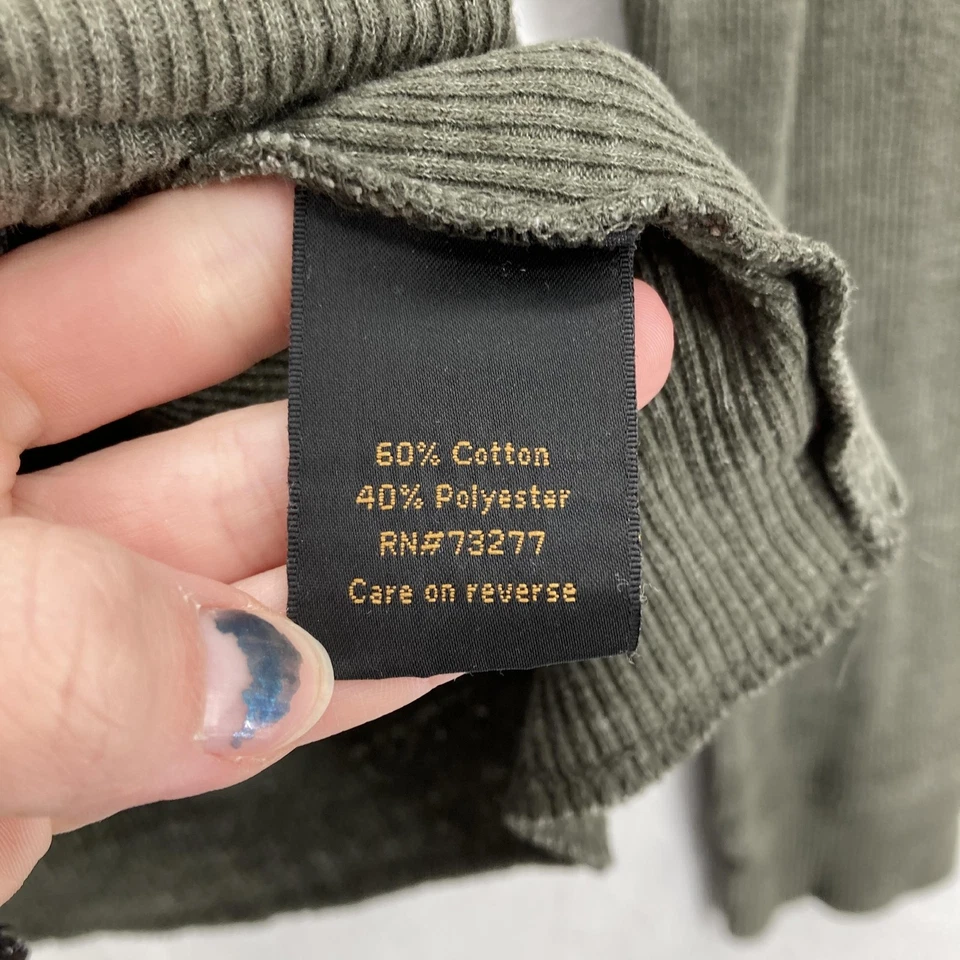 60% Cotton
40% Polyester
RN#73277
Care on reverse